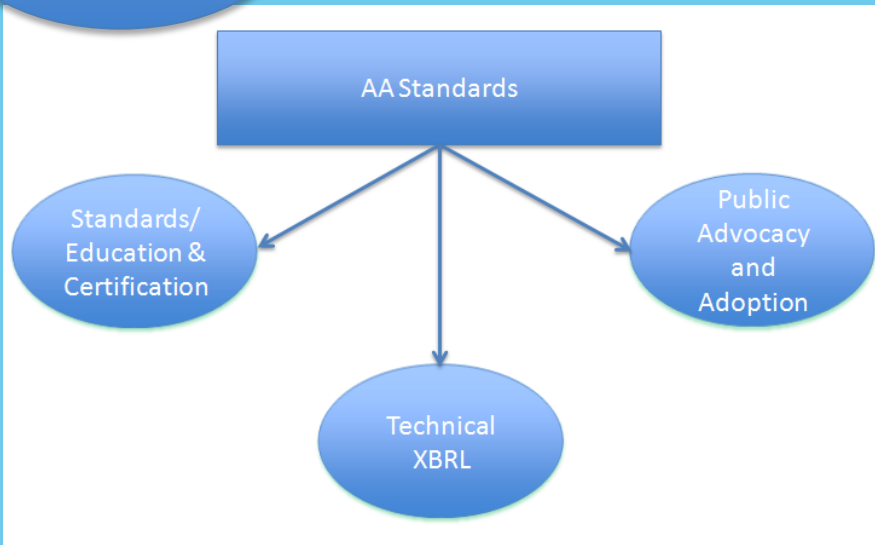 AA Standards
Standards/
Education &
Certification
Public
Advocacy
and
Adoption
Technical
XBRL